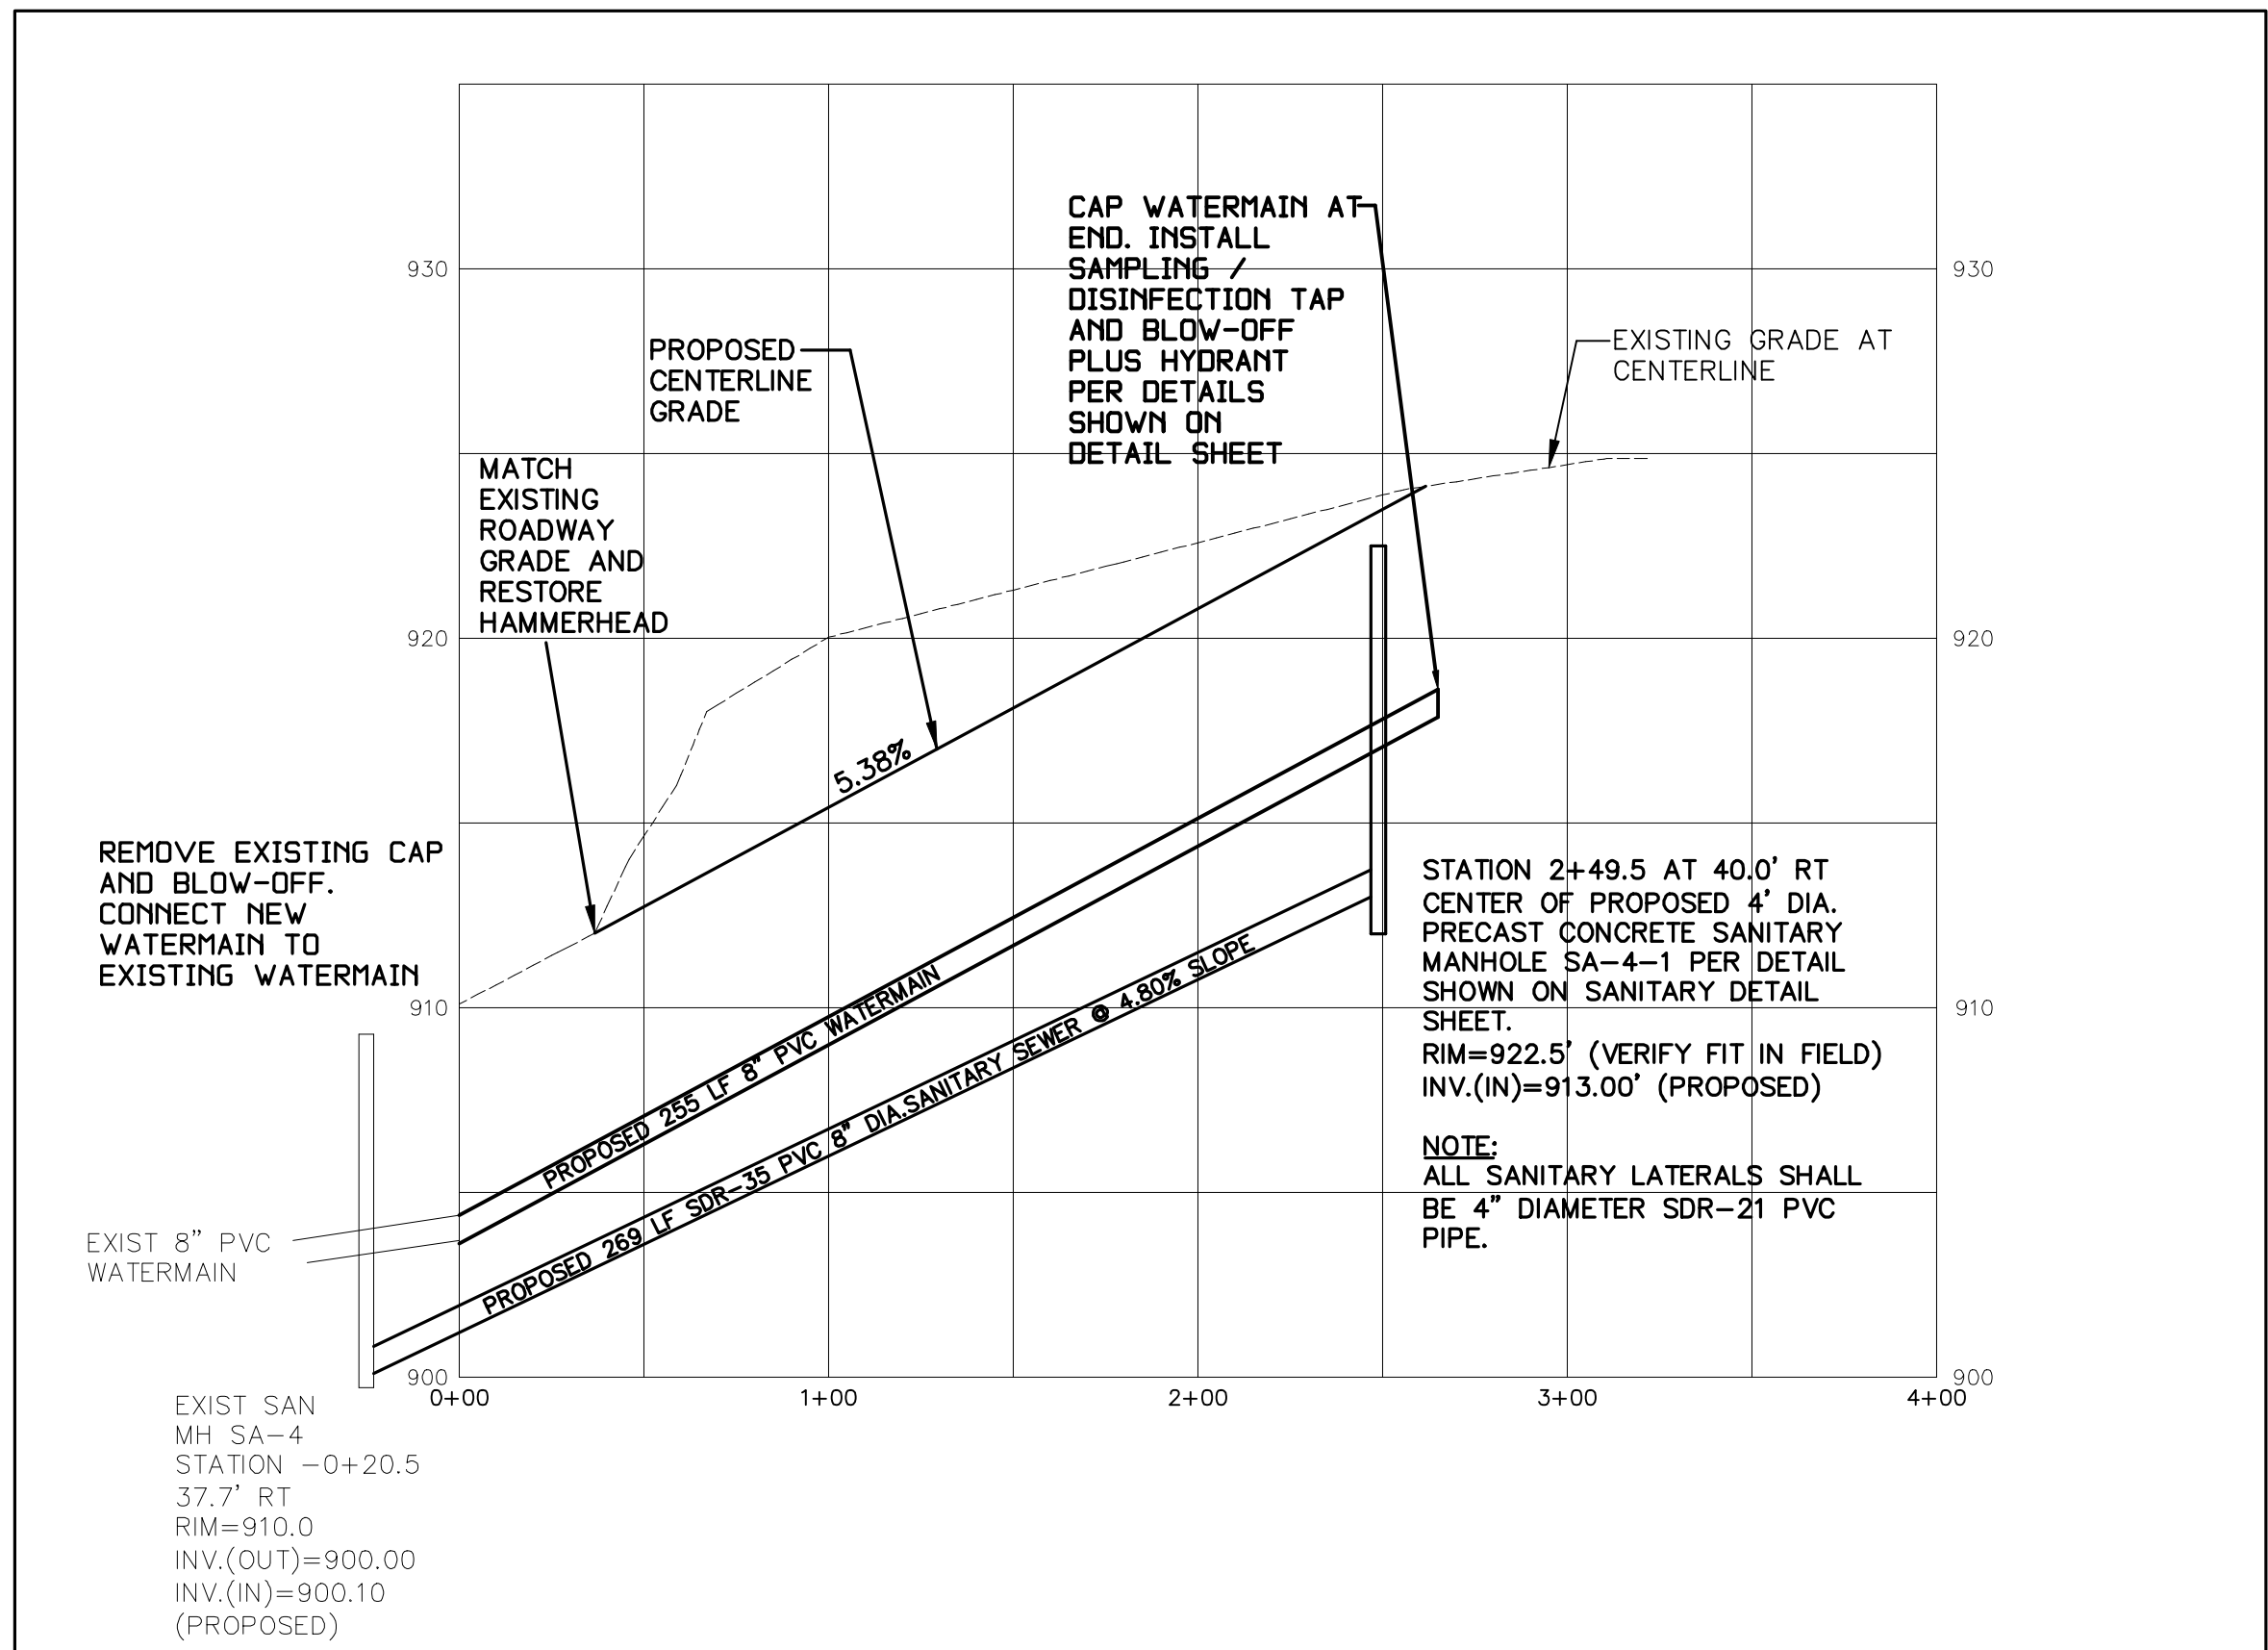 CAP WATERMAIN AT
END. INSTALL
SAMPLING /
DISINFECTION TAP
AND BLOW-OFF
PLUS HYDRANT
PER DETAILS
SHOWN ON
DETAIL SHEET
930
930
EXISTING GRADE AT
CENTERLINE
PROPOSED
CENTERLINE
GRADE
MATCH
EXISTING
ROADWAY
GRADE AND
RESTORE
HAMMERHEAD
920
920
5.38%
REMOVE EXISTING CAP
AND BLOW-OFF.
CONNECT NEW
WATERMAIN TO
EXISTING WATERMAIN
STATION 2+49.5 AT 40.0' RT
CENTER OF PROPOSED 4' DIA.
PRECAST CONCRETE SANITARY
MANHOLE SA-4-1 PER DETAIL
SHOWN ON SANITARY DETAIL
SHEET.
RIM=922.5' (VERIFY FIT IN FIELD)
INV.(IN)=913.00' (PROPOSED)
910
910
PROPOSED 255 LF 8" PVC WATERMAIN
PROPOSED 269 LF SDR-35 PVC 8" DIA.SANITARY SEWER @ 4.80% SLOPE
NOTE:
ALL SANITARY LATERALS SHALL
BE 4" DIAMETER SDR-21 PVC
PIPE.
EXIST 8" PVC
WATERMAIN
900
900
0+00
1+00
2+00
3+00
4+00
EXIST SAN
MH SA-4
STATION -0+20.5
37.7' RT
RIM=910.0
INV.(OUT)=900.00
INV.(IN)=900.10
(PROPOSED)